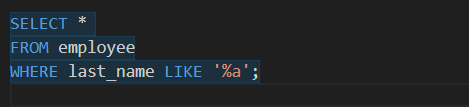 SELECT *
FROM employee
WHERE last_name LIKE '%a';